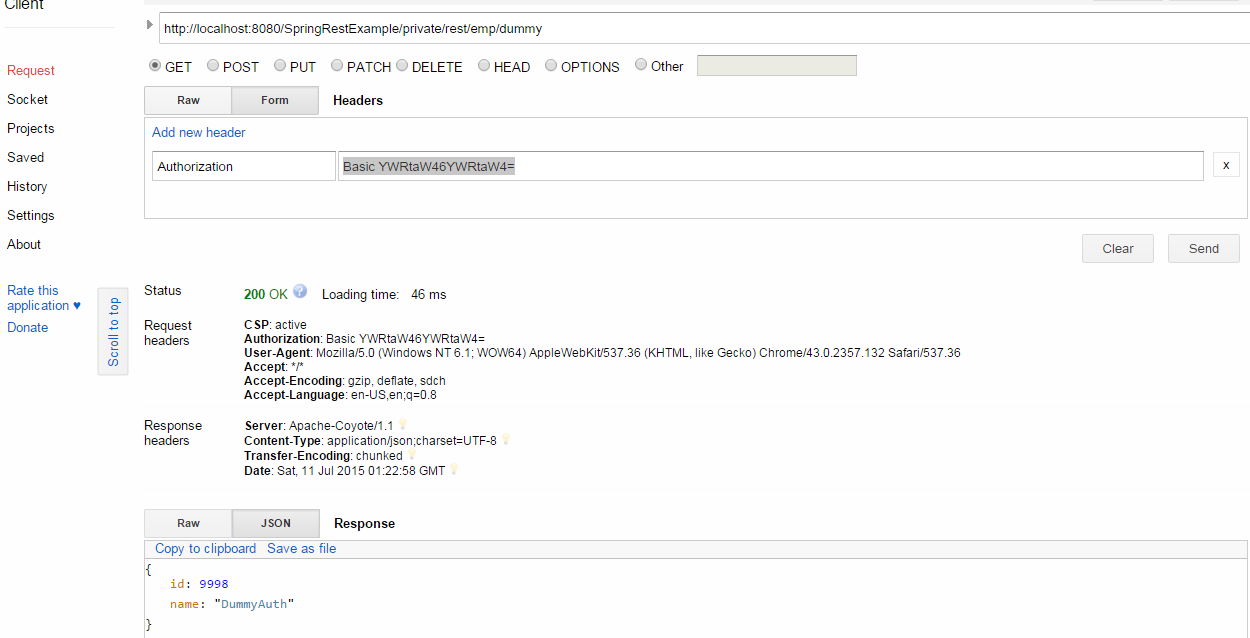 Client
http://localhost:8080/SpringRestExample/private/rest/emp/dummy
GET POST PUT PATCH DELETE HEAD OPTIONS Other
Request
Socket
Projects
Saved
History
Settings
About
Rate this
application ♥
Donate
Scroll to top
Raw Form Headers
Add new header
Authorization Basic YWRtaW46YWRtaW4= x
Clear Send
Status 200 OK ? Loading time: 46 ms
Request
headers
CSP: active
Authorization: Basic YWRtaW46YWRtaW4=
User-Agent: Mozilla/5.0 (Windows NT 6.1; WOW64) AppleWebKit/537.36 (KHTML, like Gecko) Chrome/43.0.2357.132 Safari/537.36
Accept: */*
Accept-Encoding: gzip, deflate, sdch
Accept-Language: en-US,en;q=0.8
Response
headers
Server: Apache-Coyote/1.1
Content-Type: application/json;charset=UTF-8
Transfer-Encoding: chunked
Date: Sat, 11 Jul 2015 01:22:58 GMT
Raw JSON Response
Copy to clipboard Save as file
{
id: 9998
name: "DummyAuth"
}